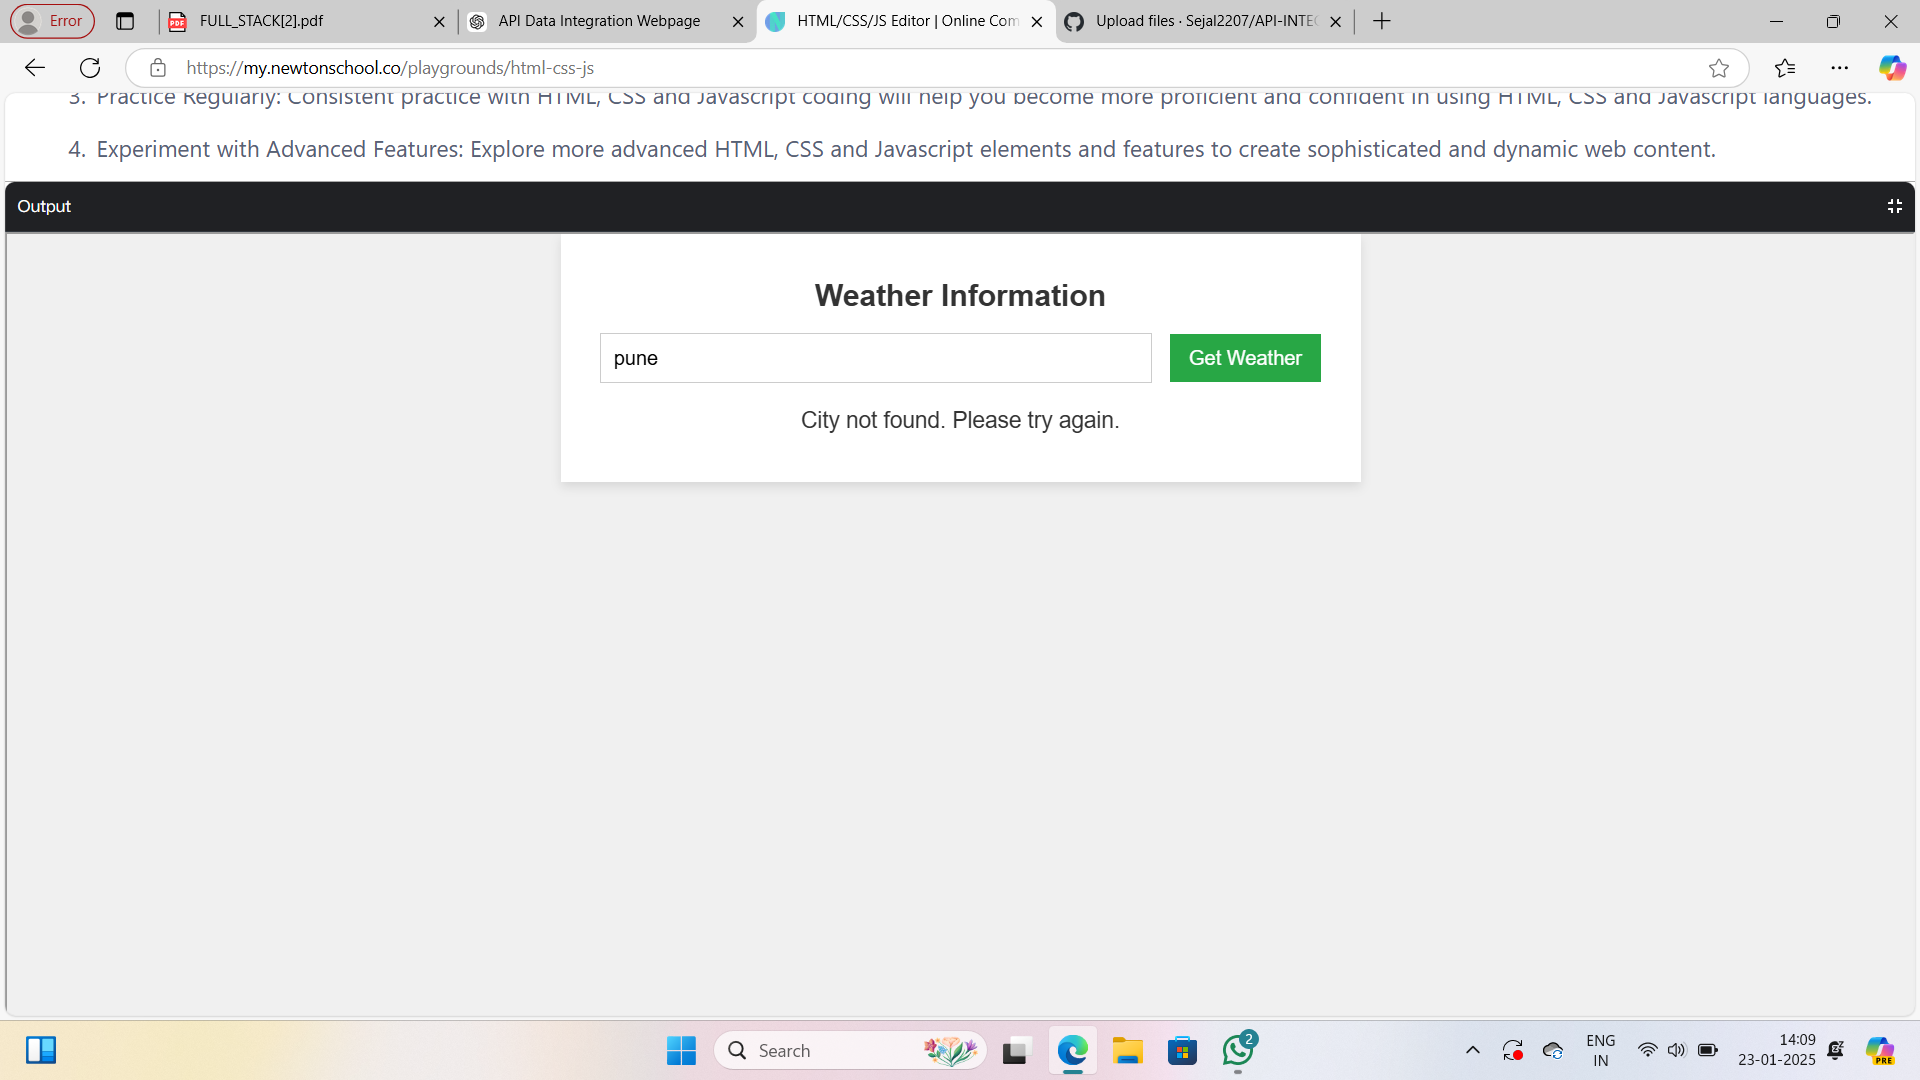 Error
FULL_STACK[2].pdf
API Data Integration Webpage
HTML/CSS/JS Editor | Online Com
Upload files · Sejal2207/API-INTEG
https://my.newtonschool.co/playgrounds/html-css-js
3. Practice Regularly: Consistent practice with HTML, CSS and Javascript coding will help you become more proficient and confident in using HTML, CSS and Javascript languages.
4. Experiment with Advanced Features: Explore more advanced HTML, CSS and Javascript elements and features to create sophisticated and dynamic web content.
Output
Weather Information
pune
Get Weather
City not found. Please try again.
Search
2
ENG
IN
14:09
23-01-2025
PRE